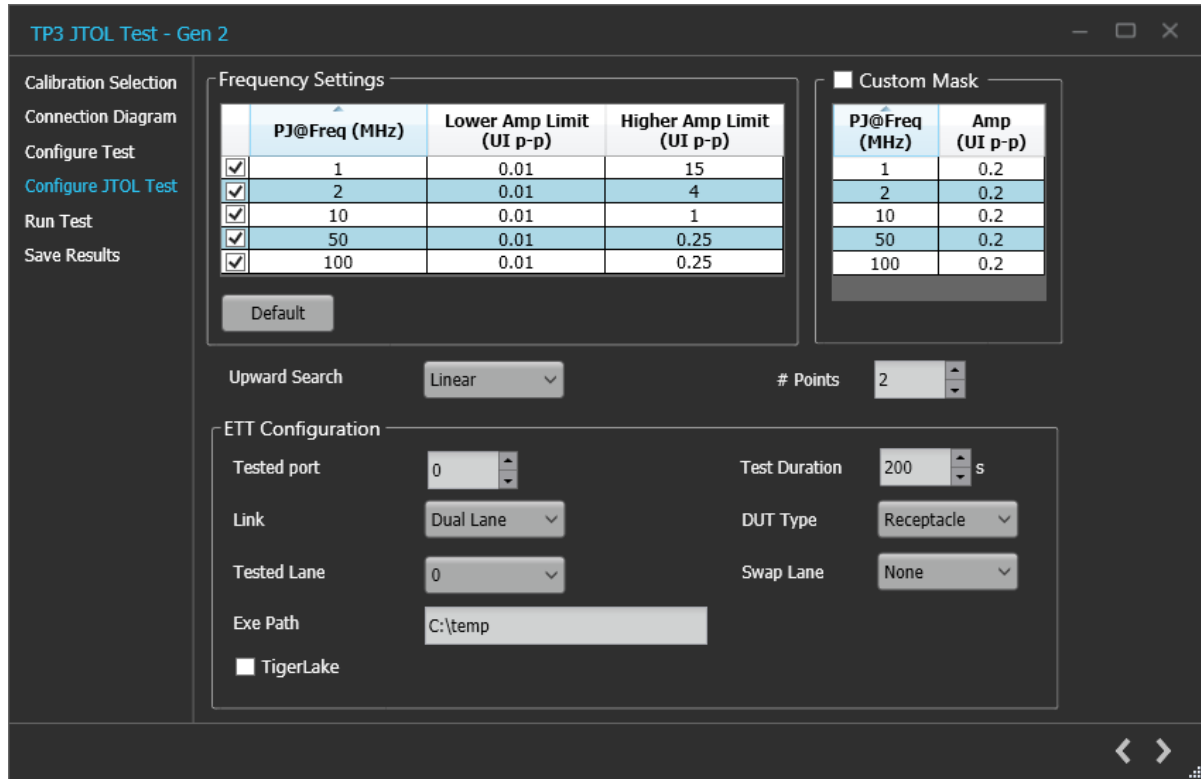 TP3 JTOL Test - Gen 2
Calibration Selection
Connection Diagram
Configure Test
Configure JTOL Test
Run Test
Save Results
Frequency Settings
PJ@Freq (MHz) Lower Amp Limit (UI p-p) Higher Amp Limit (UI p-p)
1 0.01 15
2 0.01 4
10 0.01 1
50 0.01 0.25
100 0.01 0.25
Default
Custom Mask
PJ@Freq (MHz) Amp (UI p-p)
1 0.2
2 0.2
10 0.2
50 0.2
100 0.2
Upward Search Linear # Points 2
ETT Configuration
Tested port 0 Test Duration 200 s
Link Dual Lane DUT Type Receptacle
Tested Lane 0 Swap Lane None
Exe Path C:\temp
TigerLake